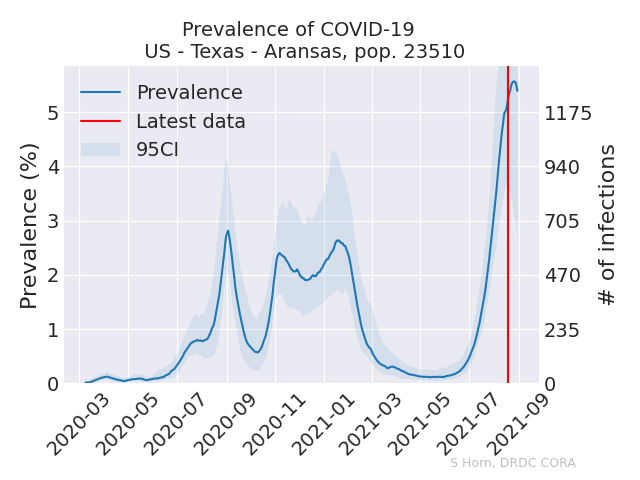 Prevalence of COVID-19
US - Texas - Aransas, pop. 23510
Prevalence
Latest data
95CI
Prevalence (%)
5
4
3
2
1
0
# of infections
1175
940
705
470
235
0
2020-03
2020-05
2020-07
2020-09
2020-11
2021-01
2021-03
2021-05
2021-07
2021-09
S Horn, DRDC CORA